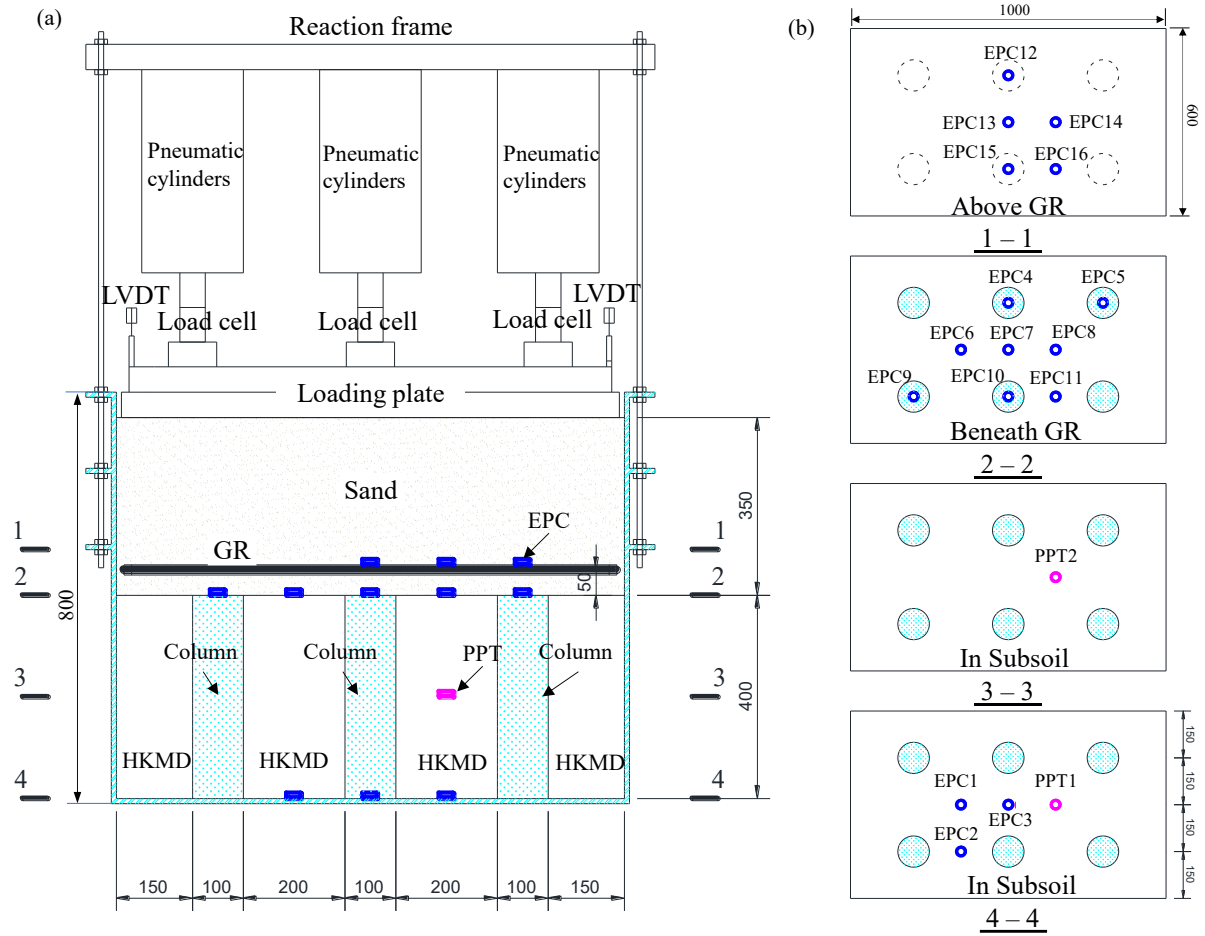 (a)
Reaction frame
Pneumatic
cylinders
Pneumatic
cylinders
Pneumatic
cylinders
LVDT
LVDT
Load cell
Load cell
Load cell
Loading plate
Sand
EPC
GR
1
1
2
2
3
3
4
4
800
350
50
400
Column
Column
PPT
Column
HKMD
HKMD
HKMD
HKMD
150
100
200
100
200
100
150
(b)
1000
600
EPC12
EPC13
EPC14
EPC15
EPC16
Above GR
1 – 1
EPC4
EPC5
EPC6
EPC7
EPC8
EPC9
EPC10
EPC11
Beneath GR
2 – 2
PPT2
In Subsoil
3 – 3
EPC1
PPT1
EPC3
EPC2
In Subsoil
4 – 4
150
150
150
150